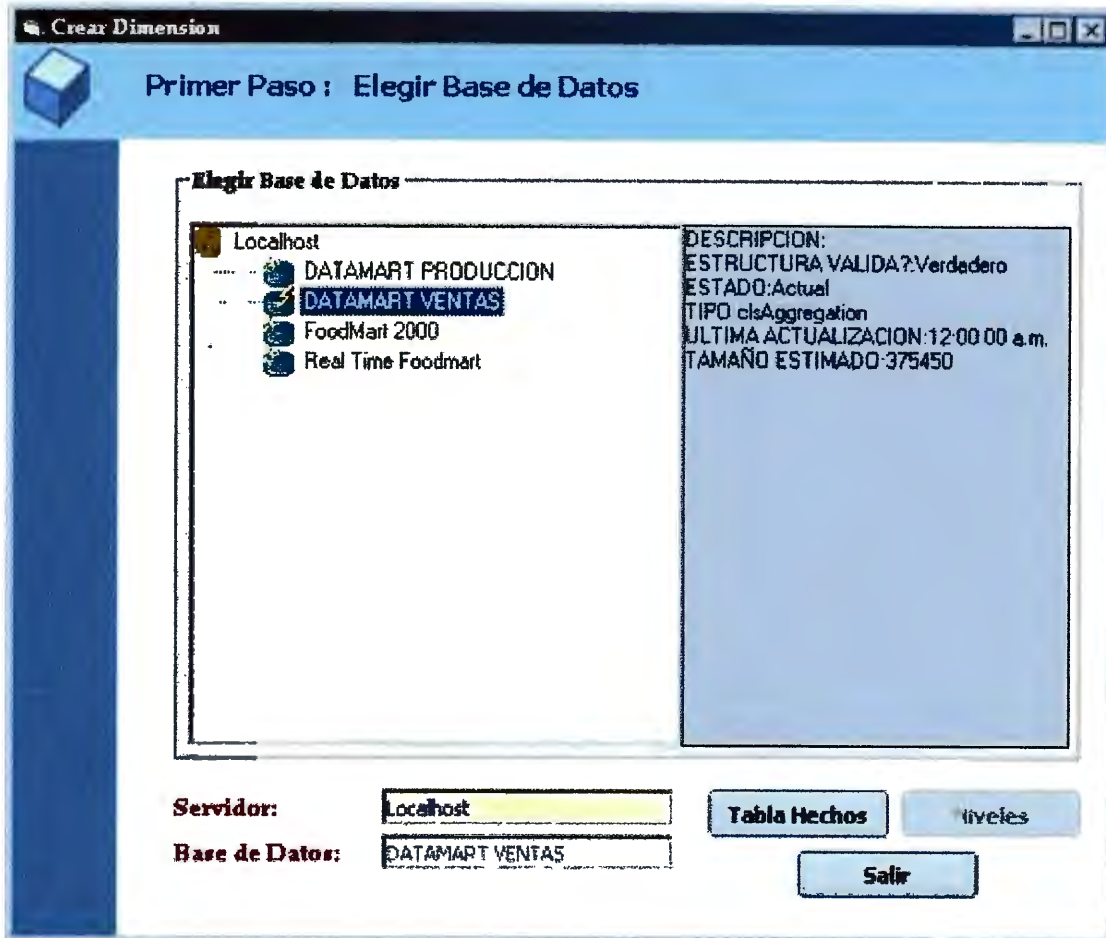 Crear Dimension
Primer Paso : Elegir Base de Datos
Elegir Base de Datos
Localhost
DATAMART PRODUCCION
DATAMART VENTAS
FoodMart 2000
Real Time Foodmart
DESCRIPCION:
ESTRUCTURA VALIDA?:Verdadero
ESTADO:Actual
TIPO clsAggregation
ULTIMA ACTUALIZACION:12:00 00 a.m.
TAMAÑO ESTIMADO:375450
Servidor: Localhost
Tabla Hechos Niveles
Base de Datos: DATAMART VENTAS
Salir